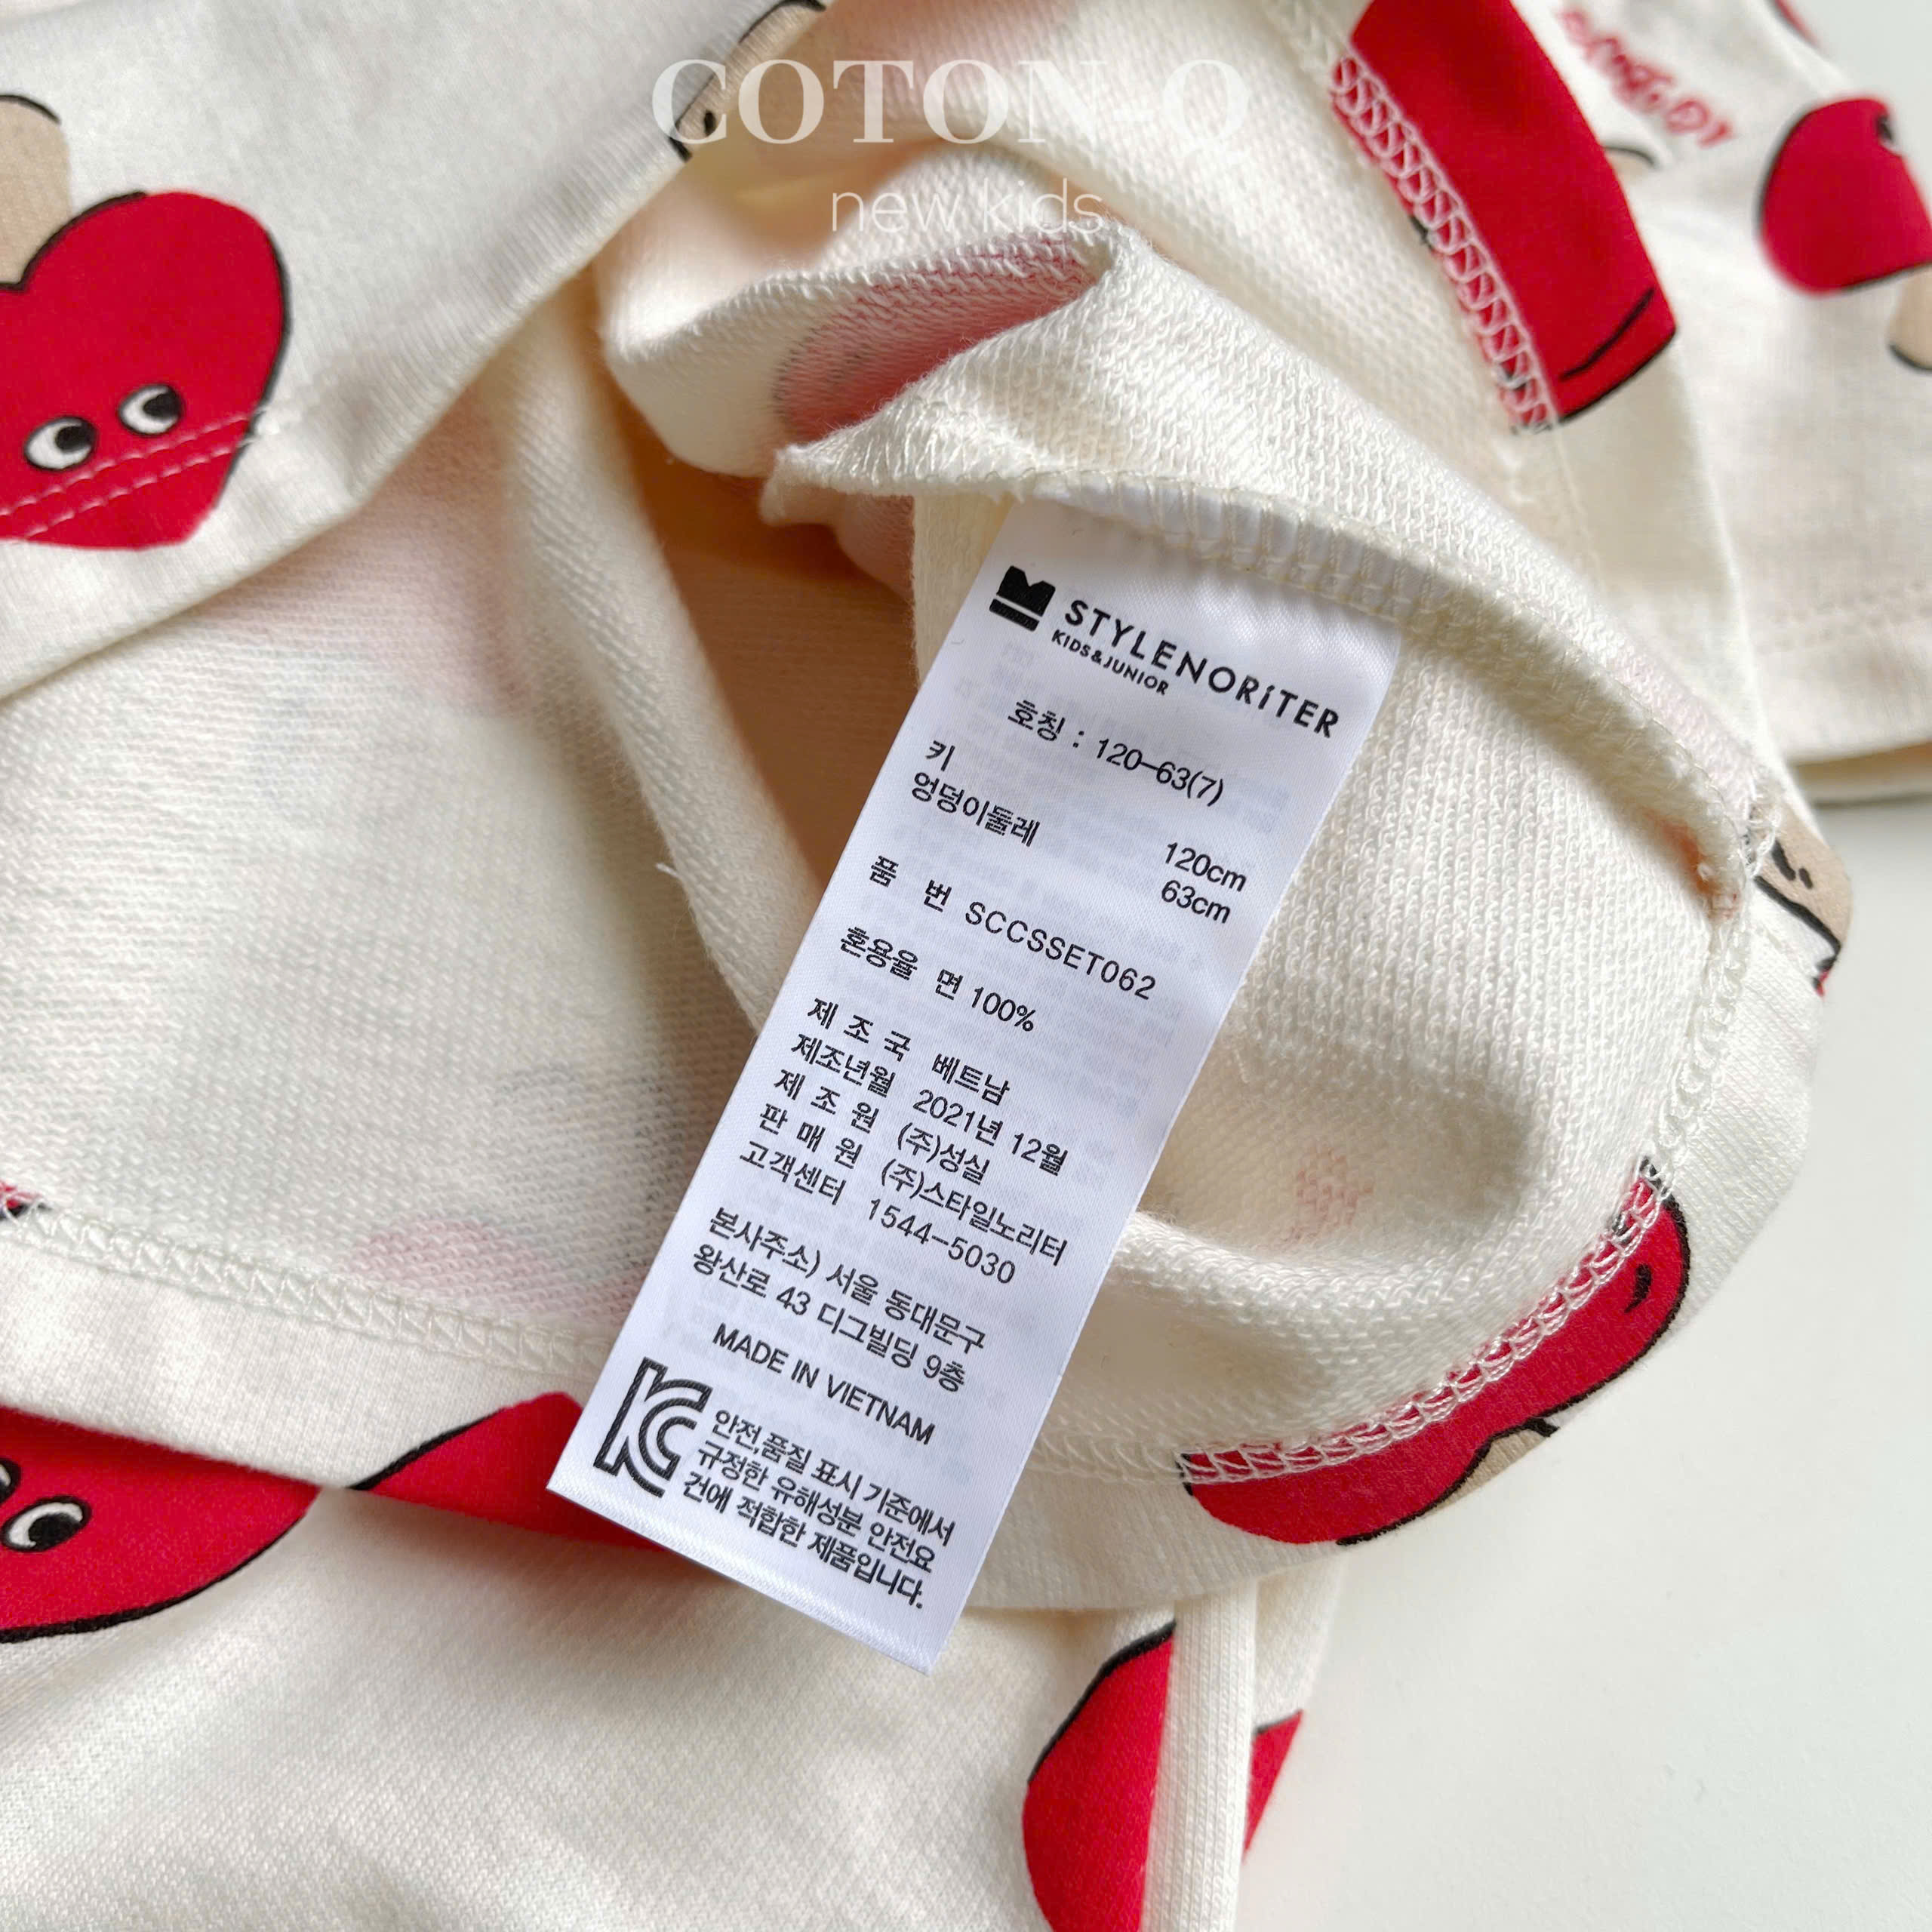 COTON Q
new kids
STYLENORiTER
KIDS&JUNIOR
호칭 : 120-63(7)
키 120cm
엉덩이둘레 63cm
품 번 SCCSSET062
혼용율 면 100%
제 조 국 베트남
제조년월 2021년 12월
제 조 원 (주)성실
판 매 원 (주)스타일노리터
고객센터 1544-5030
본사주소) 서울 동대문구
왕산로 43 디그빌딩 9층
MADE IN VIETNAM
안전,품질 표시 기준에서
규정한 유해성분 안전요
건에 적합한 제품입니다.